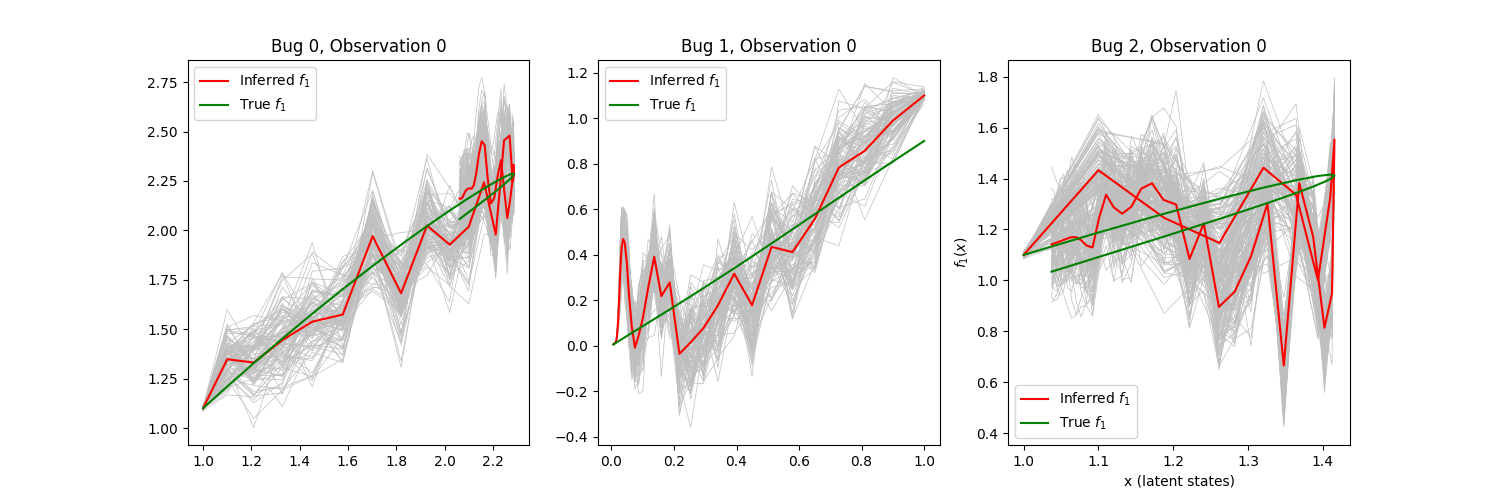 Bug 0, Observation 0
Inferred f₁
True f₁
2.75
2.50
2.25
2.00
1.75
1.50
1.25
1.00
1.0 1.2 1.4 1.6 1.8 2.0 2.2
Bug 1, Observation 0
Inferred f₁
True f₁
1.2
1.0
0.8
0.6
0.4
0.2
0.0
−0.2
−0.4
0.0 0.2 0.4 0.6 0.8 1.0
Bug 2, Observation 0
f₁(x)
1.8
1.6
1.4
1.2
1.0
0.8
0.6
0.4
Inferred f₁
True f₁
1.0 1.1 1.2 1.3 1.4
x (latent states)